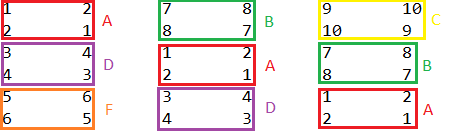 1 2 A
2 1
3 4 D
4 3
5 6 F
6 5
7 8 B
8 7
1 2 A
2 1
3 4 D
4 3
9 10 C
10 9
7 8 B
8 7
1 2 A
2 1